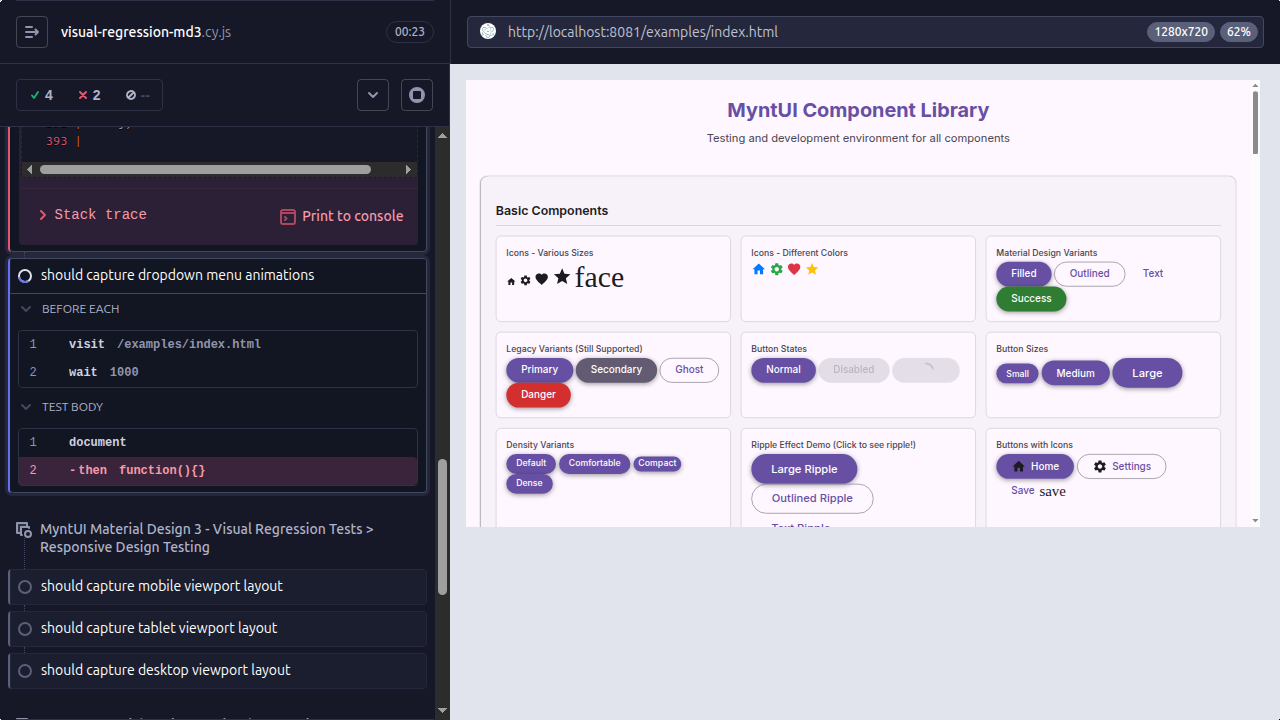 visual-regression-md3.cy.js
00:23
4
2
--
393 |
Stack trace
Print to console
should capture dropdown menu animations
BEFORE EACH
1 visit /examples/index.html
2 wait 1000
TEST BODY
1 document
2 -then function(){}
MyntUI Material Design 3 - Visual Regression Tests >
Responsive Design Testing
should capture mobile viewport layout
should capture tablet viewport layout
should capture desktop viewport layout
http://localhost:8081/examples/index.html
1280x720
62%
MyntUI Component Library
Testing and development environment for all components
Basic Components
Icons - Various Sizes
face
Icons - Different Colors
Material Design Variants
Filled
Outlined
Text
Success
Legacy Variants (Still Supported)
Primary
Secondary
Ghost
Danger
Button States
Normal
Disabled
Button Sizes
Small
Medium
Large
Density Variants
Default
Comfortable
Compact
Dense
Ripple Effect Demo (Click to see ripple!)
Large Ripple
Outlined Ripple
Text Ripple
Buttons with Icons
Home
Settings
Save save